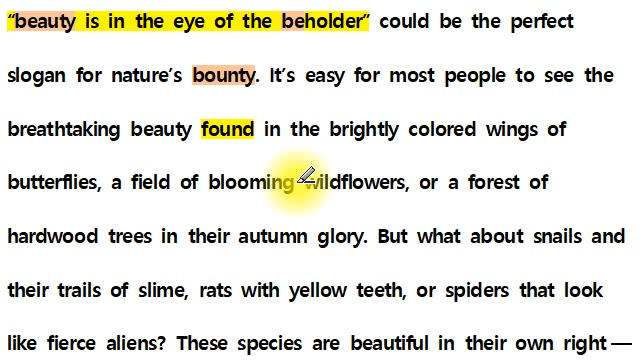 “beauty is in the eye of the beholder” could be the perfect
slogan for nature’s bounty. It’s easy for most people to see the
breathtaking beauty found in the brightly colored wings of
butterflies, a field of blooming wildflowers, or a forest of
hardwood trees in their autumn glory. But what about snails and
their trails of slime, rats with yellow teeth, or spiders that look
like fierce aliens? These species are beautiful in their own right —